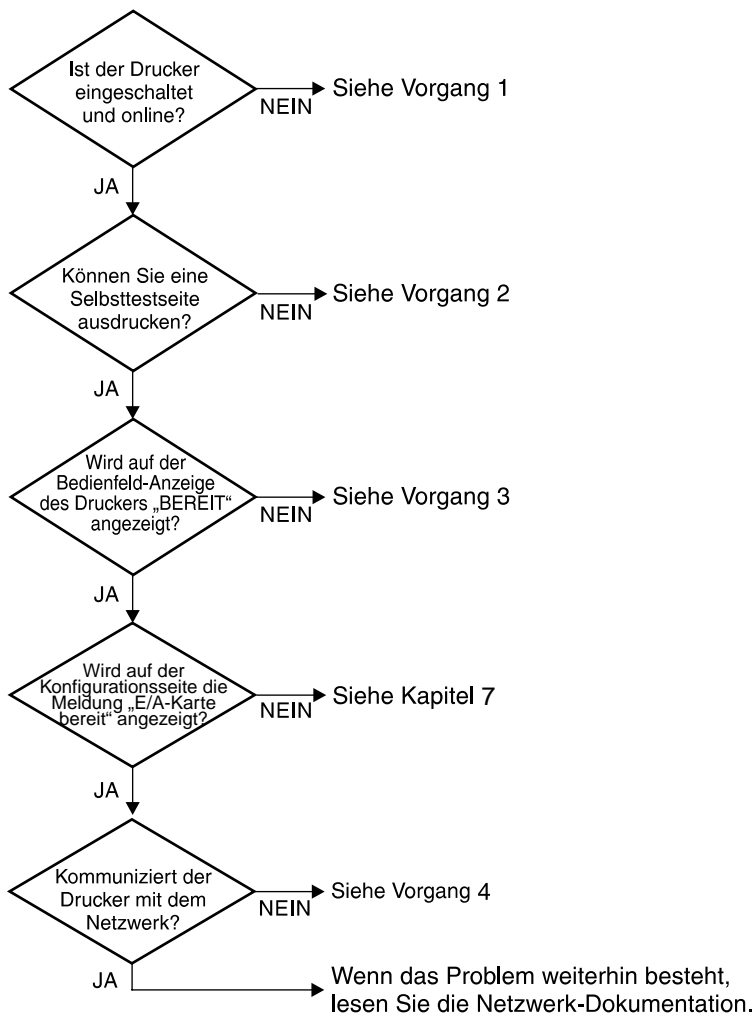 Ist der Drucker
eingeschaltet
und online?
NEIN
Siehe Vorgang 1
JA
Können Sie eine
Selbsttestseite
ausdrucken?
NEIN
Siehe Vorgang 2
JA
Wird auf der
Bedienfeld-Anzeige
des Druckers „BEREIT“
angezeigt?
NEIN
Siehe Vorgang 3
JA
Wird auf der
Konfigurationsseite die
Meldung „E/A-Karte
bereit“ angezeigt?
NEIN
Siehe Kapitel 7
JA
Kommuniziert der
Drucker mit dem
Netzwerk?
NEIN
Siehe Vorgang 4
JA
Wenn das Problem weiterhin besteht,
lesen Sie die Netzwerk-Dokumentation.